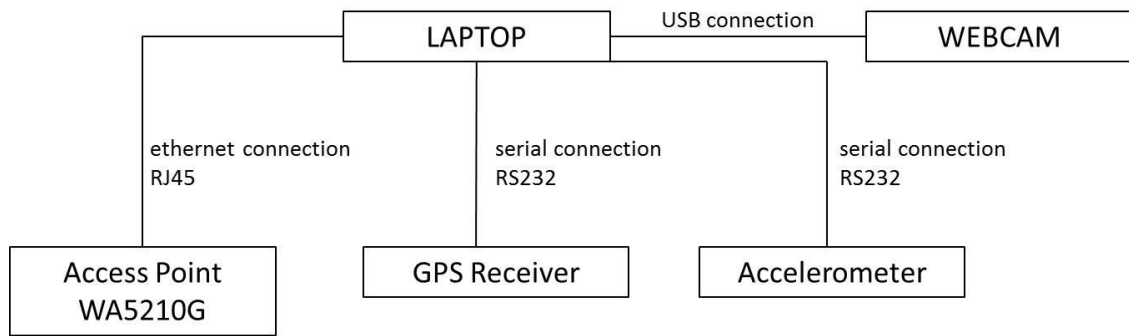 LAPTOP
USB connection
WEBCAM
ethernet connection
RJ45
serial connection
RS232
serial connection
RS232
Access Point
WA5210G
GPS Receiver
Accelerometer